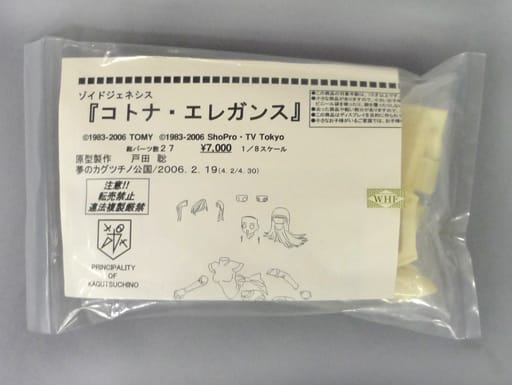 ゾイドジェネシス
『コトナ・エレガンス』
©1983-2006 TOMY ©1983-2006 ShoPro・TV Tokyo
総パーツ数27 ¥7,000 1/8スケール
原型製作 戸田 聡
夢のカグツチノ公国/2006. 2. 19(4. 2/4. 30)
注意!!
転売禁止
違法複製厳禁
PRINCIPALITY
OF
KAGUTSUCHINO
WHF